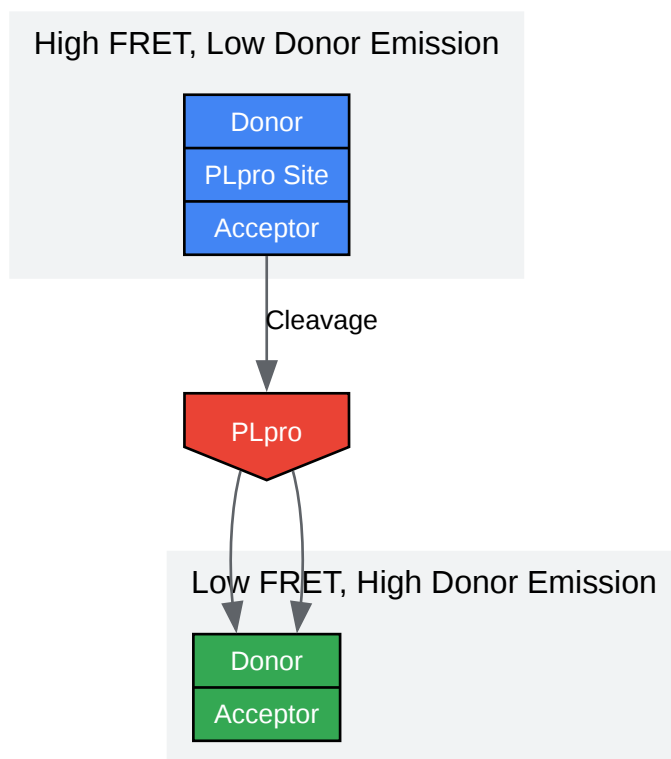 High FRET, Low Donor Emission
Donor
PLpro Site
Acceptor
Cleavage
PLpro
Low FRET, High Donor Emission
Donor
Acceptor